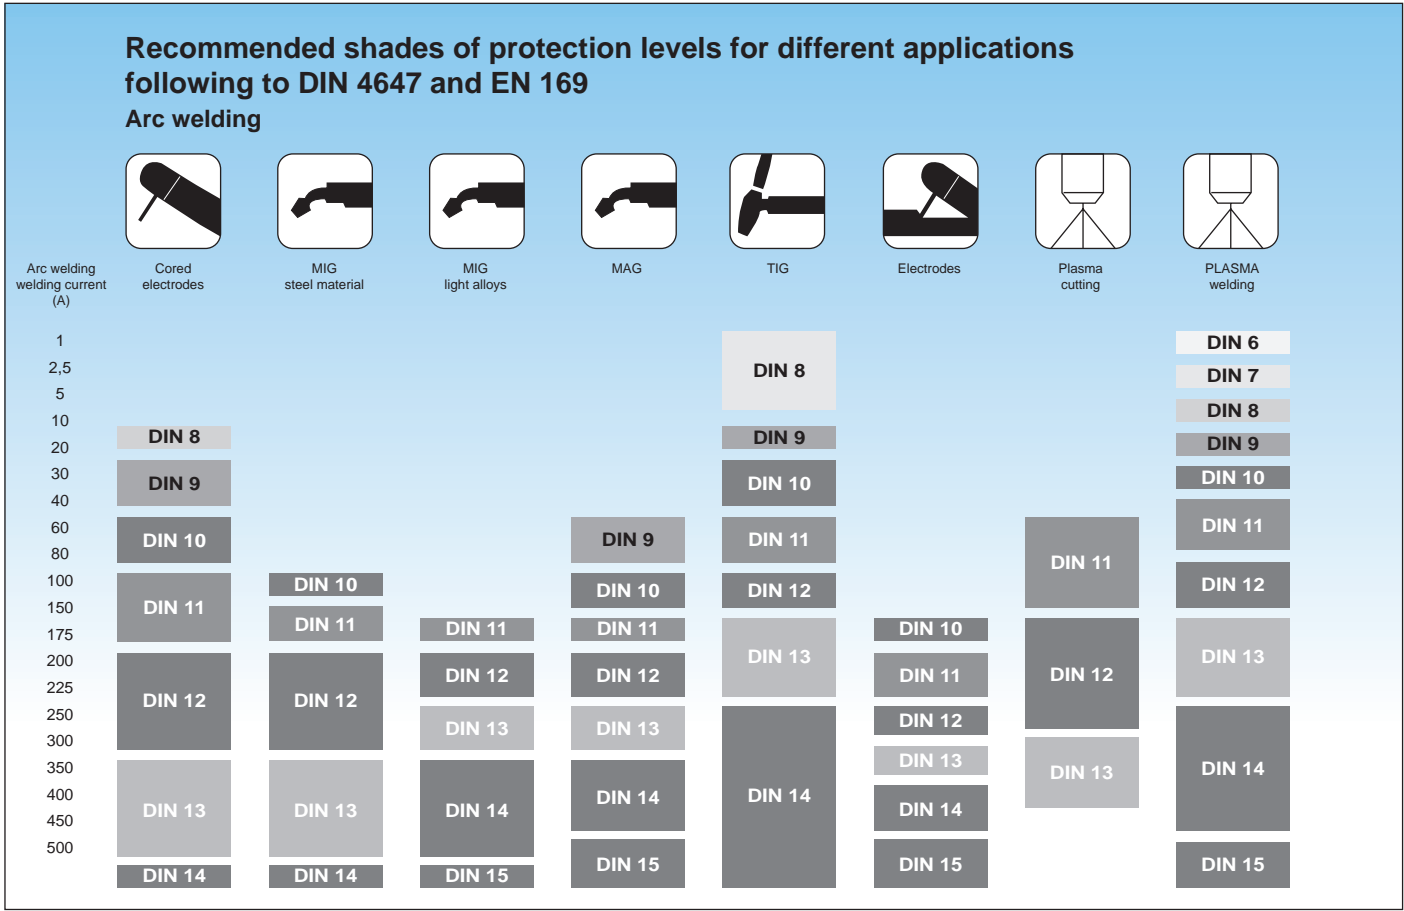 Recommended shades of protection levels for different applications
following to DIN 4647 and EN 169
Arc welding
Arc welding
welding current
(A)
Cored
electrodes
MIG
steel material
MIG
light alloys
MAG
TIG
Electrodes
Plasma
cutting
PLASMA
welding
1
2,5
5
10
20
30
40
60
80
100
150
175
200
225
250
300
350
400
450
500
DIN 8
DIN 9
DIN 10
DIN 11
DIN 12
DIN 13
DIN 14
DIN 10
DIN 11
DIN 12
DIN 13
DIN 14
DIN 11
DIN 12
DIN 13
DIN 14
DIN 15
DIN 9
DIN 10
DIN 11
DIN 12
DIN 13
DIN 14
DIN 15
DIN 8
DIN 9
DIN 10
DIN 11
DIN 12
DIN 13
DIN 14
DIN 10
DIN 11
DIN 12
DIN 13
DIN 14
DIN 15
DIN 11
DIN 12
DIN 13
DIN 6
DIN 7
DIN 8
DIN 9
DIN 10
DIN 11
DIN 12
DIN 13
DIN 14
DIN 15